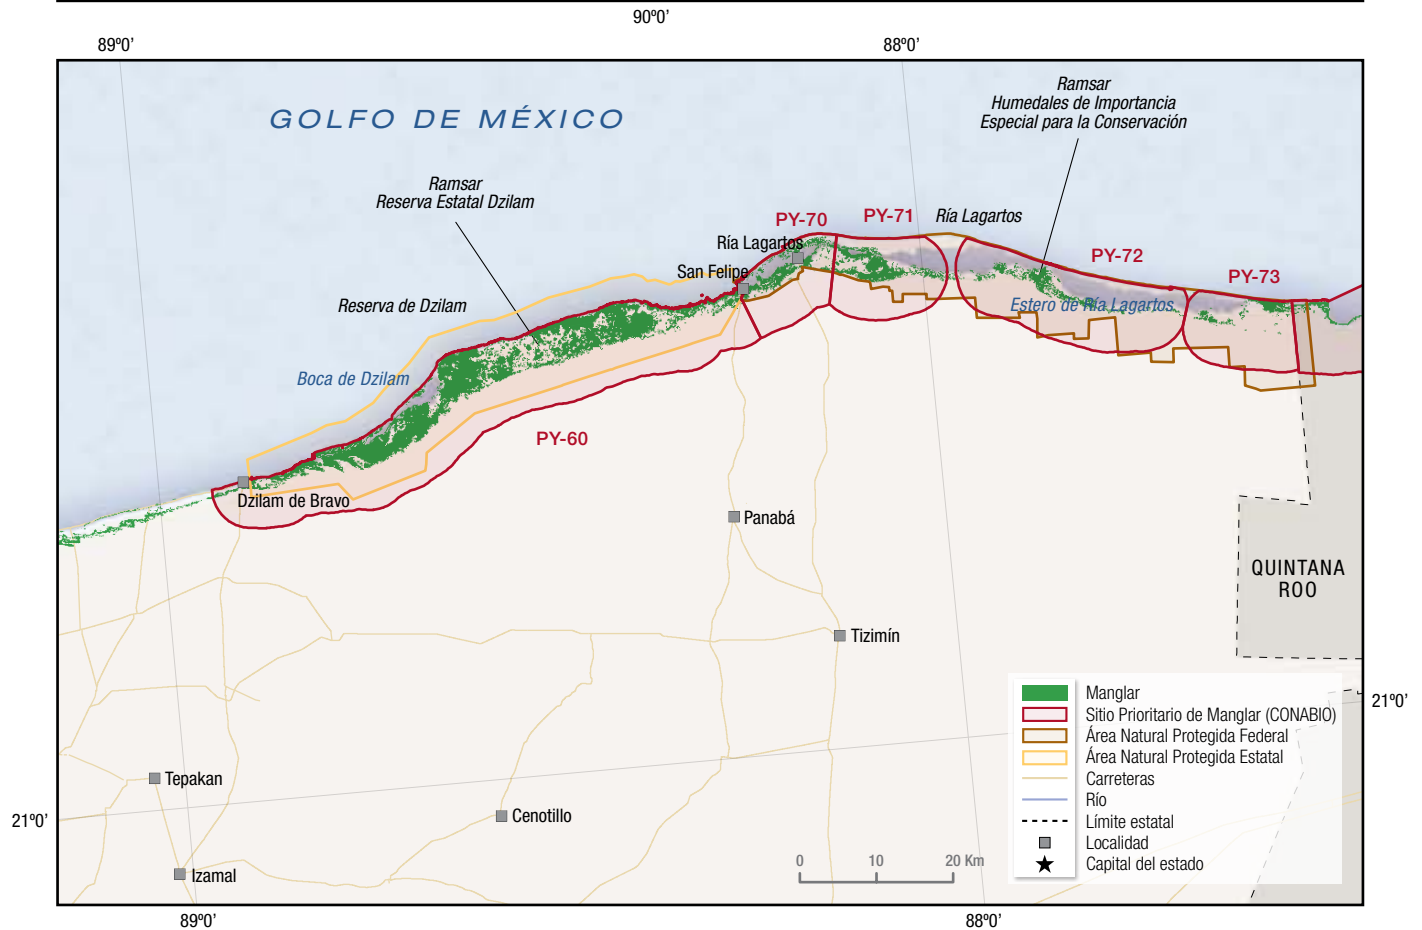 90º0’
89º0’
88º0’
GOLFO DE MÉXICO
Ramsar
Humedales de Importancia
Especial para la Conservación
Ramsar
Reserva Estatal Dzilam
PY-70
PY-71
Ría Lagartos
Ría Lagartos
San Felipe
PY-72
PY-73
Reserva de Dzilam
Estero de Ría Lagartos
Boca de Dzilam
PY-60
Dzilam de Bravo
Panabá
QUINTANA
ROO
Tizimín
Manglar
Sitio Prioritario de Manglar (CONABIO)
Área Natural Protegida Federal
Área Natural Protegida Estatal
Carreteras
Río
Límite estatal
Localidad
Capital del estado
21º0’
Tepakan
Cenotillo
21º0’
0 10 20 Km
Izamal
89º0’
88º0’